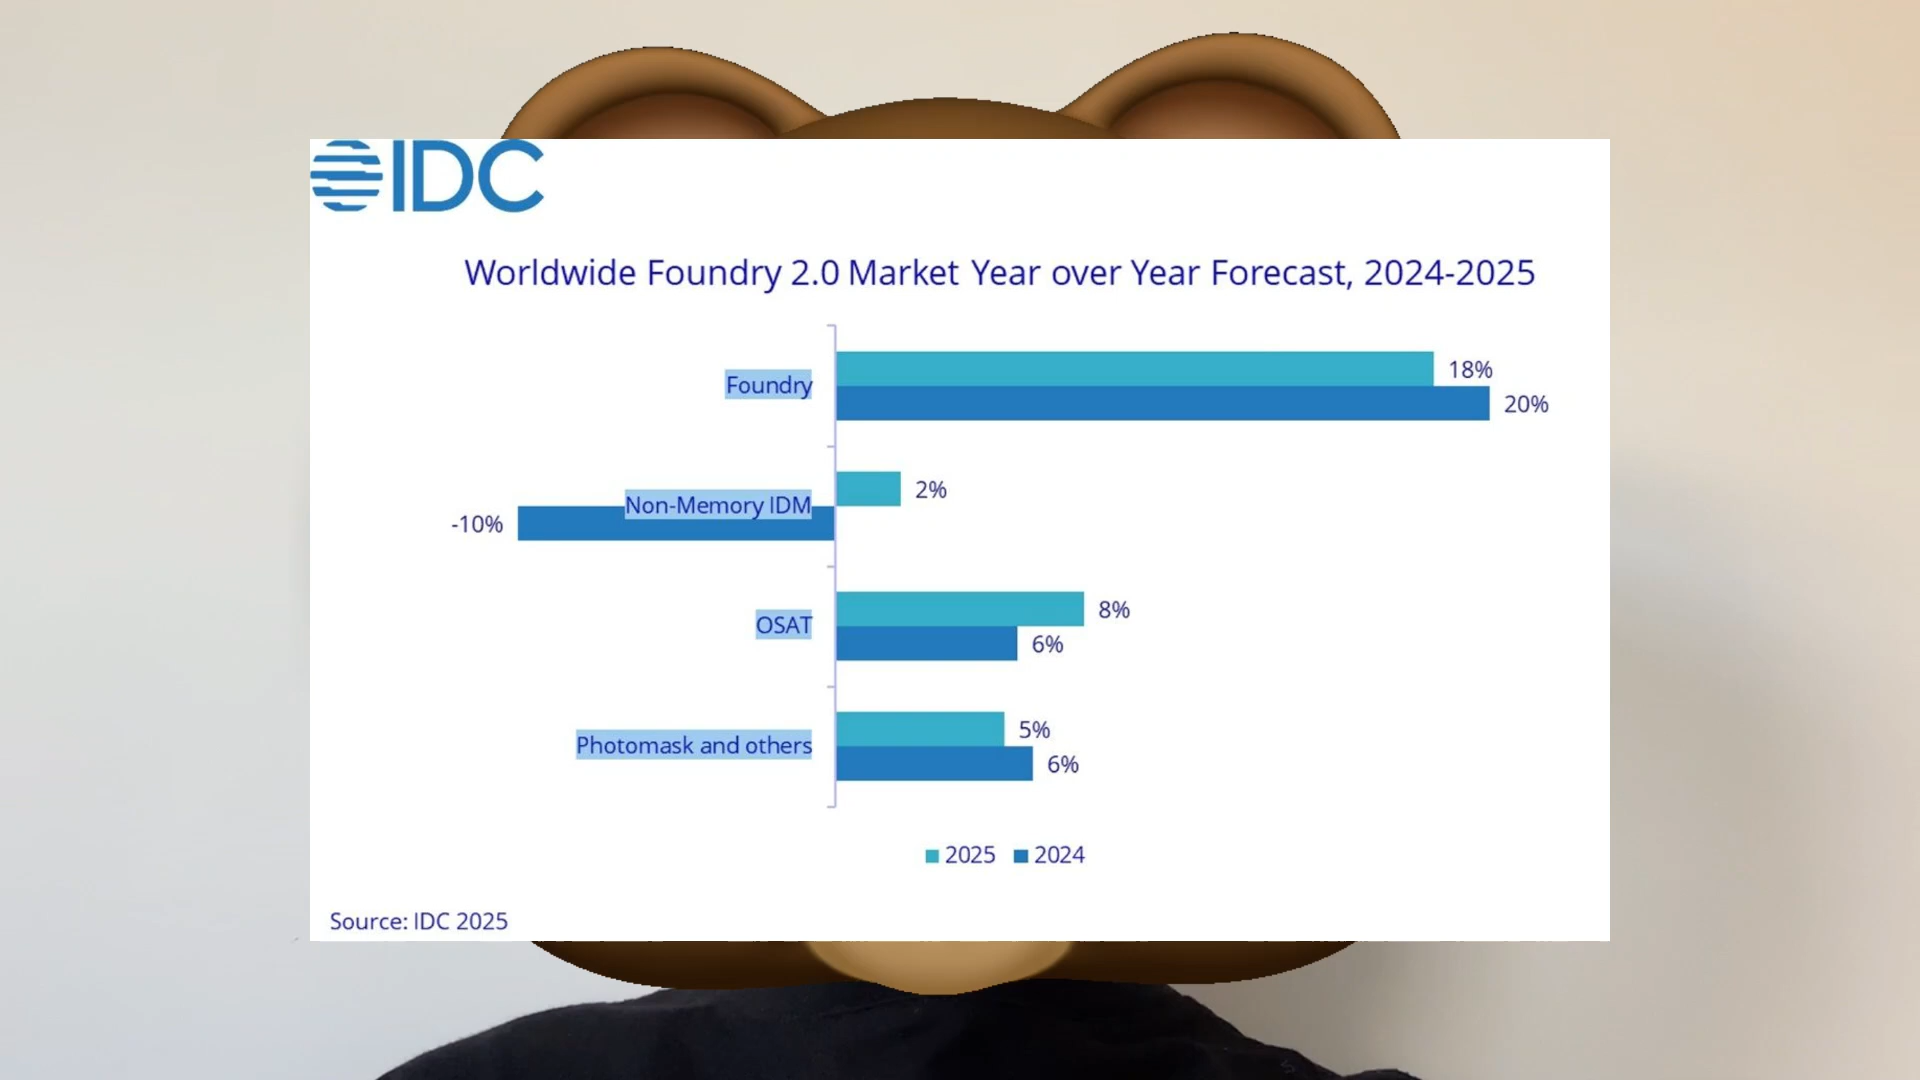 IDC
Worldwide Foundry 2.0 Market Year over Year Forecast, 2024-2025
Foundry
18%
20%
Non-Memory IDM
2%
-10%
OSAT
8%
6%
Photomask and others
5%
6%
2025 2024
Source: IDC 2025